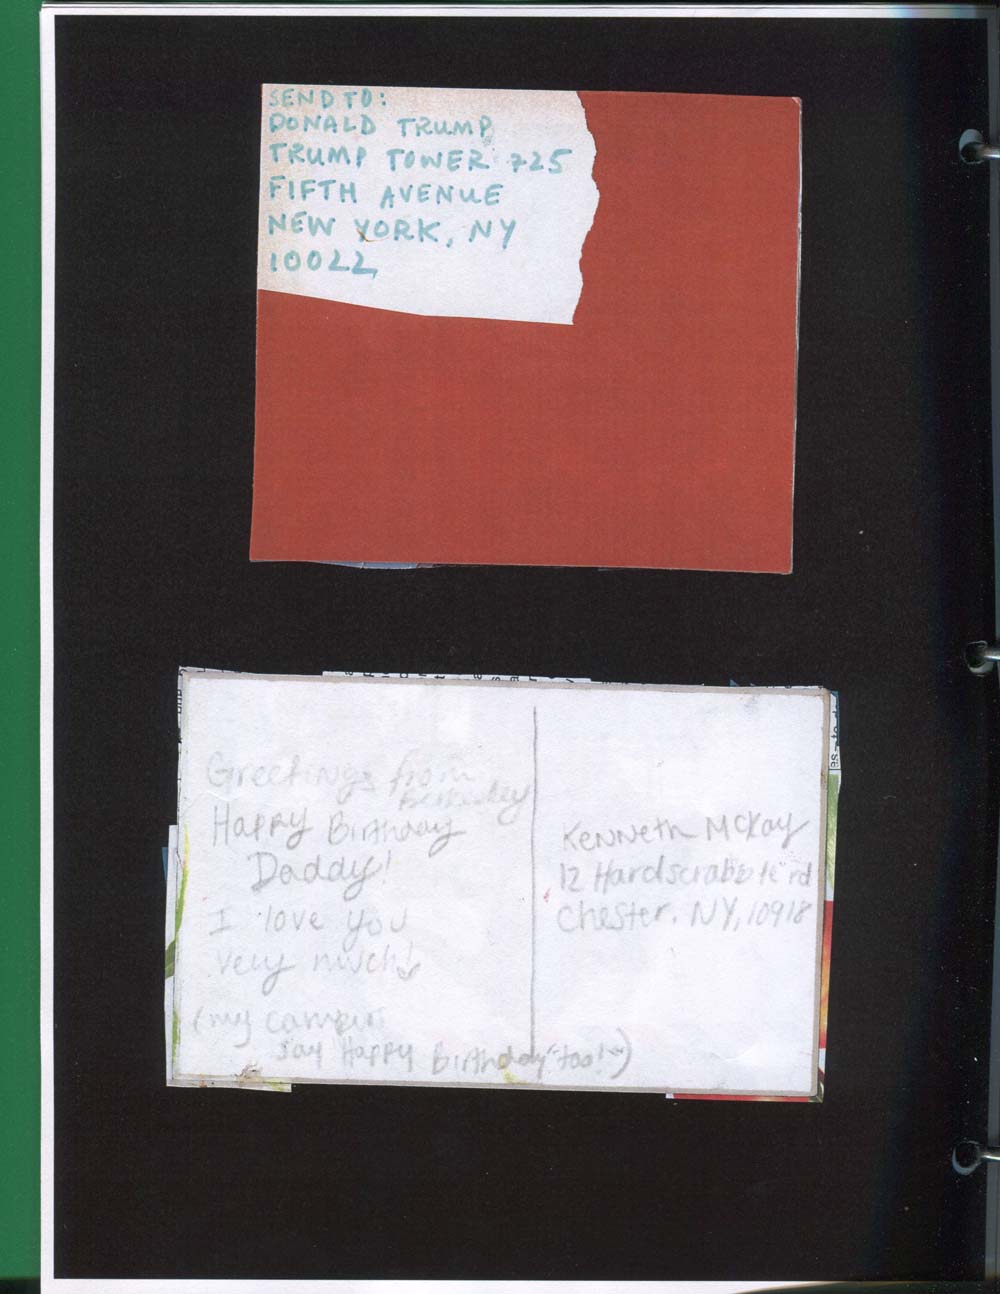 SEND TO:
DONALD TRUMP
TRUMP TOWER 725
FIFTH AVENUE
NEW YORK, NY
10022
Greetings from
Berkeley
Happy Birthday
Daddy!
I love you
very much!
(my campers
say Happy Birthday too!)
Kenneth McKay
12 Hardscrabble rd
Chester. NY, 10918